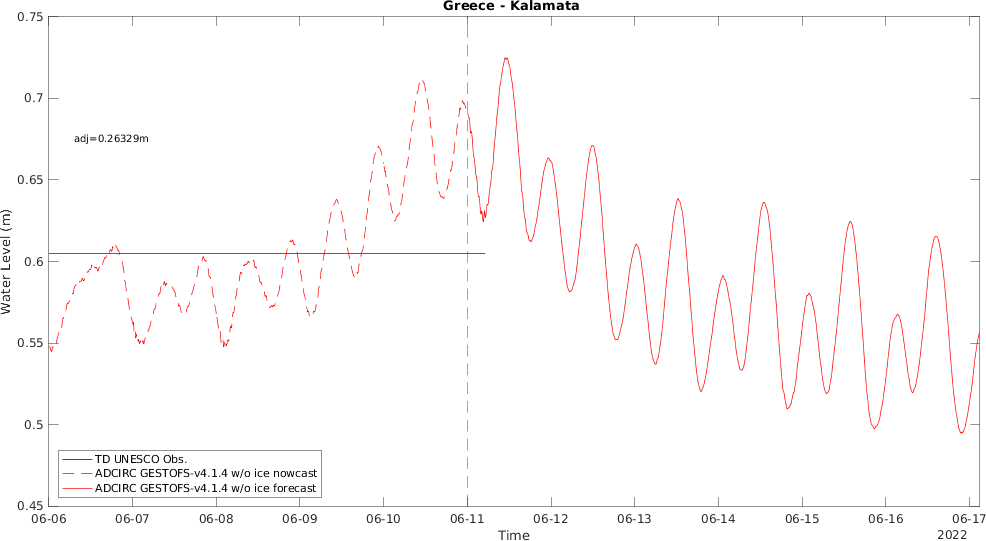 Greece - Kalamata
0.75
0.7
0.65
0.6
0.55
0.5
0.45
Water Level (m)
adj=0.26329m
TD UNESCO Obs.
ADCIRC GESTOFS-v4.1.4 w/o ice nowcast
ADCIRC GESTOFS-v4.1.4 w/o ice forecast
06-06 06-07 06-08 06-09 06-10 06-11 06-12 06-13 06-14 06-15 06-16 06-17
Time
2022